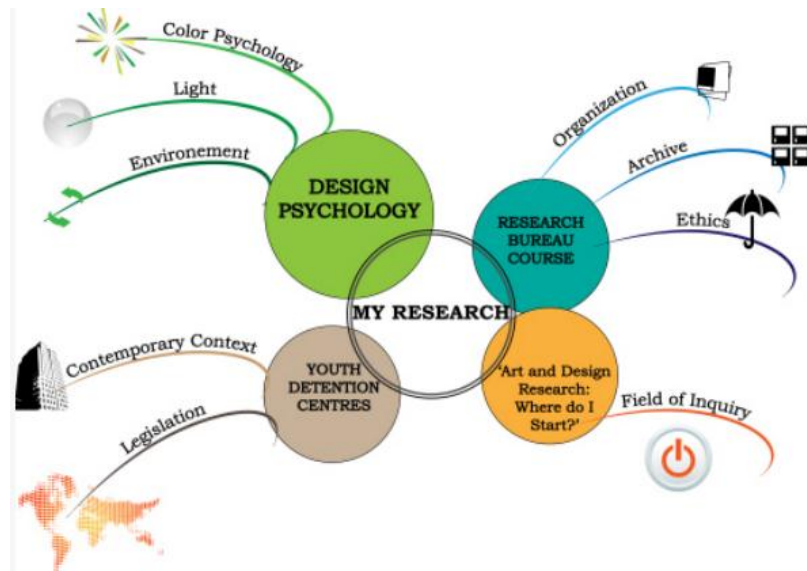 Color Psychology
Light
Environement
DESIGN
PSYCHOLOGY
Organization
Archive
Ethics
RESEARCH
BUREAU
COURSE
MY RESEARCH
Contemporary Context
Legislation
YOUTH
DETENTION
CENTRES
'Art and Design
Research:
Where do I
Start?'
Field of Inquiry